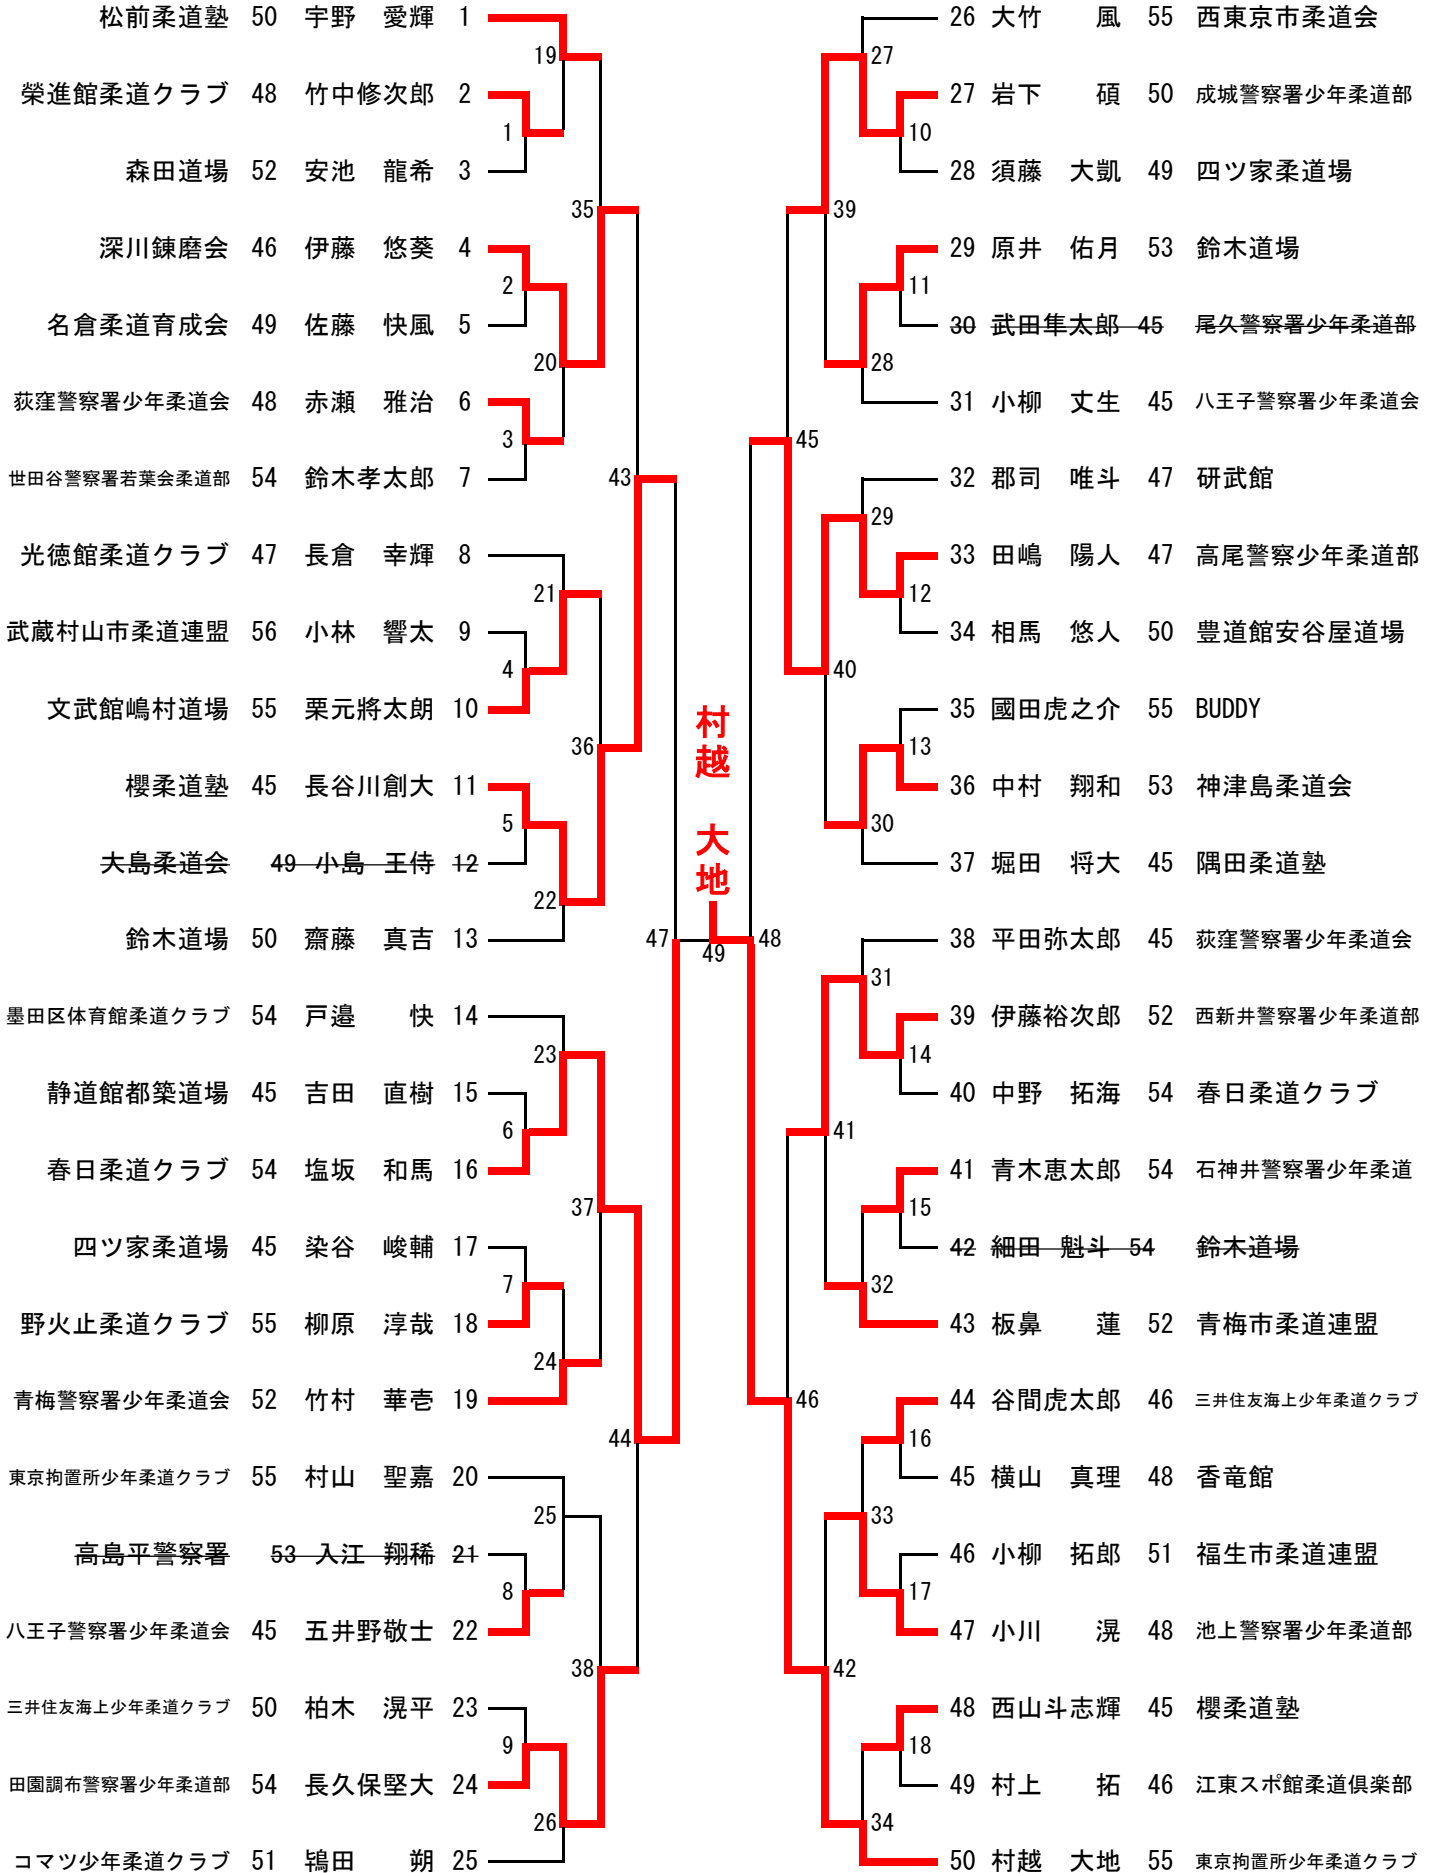 松前柔道塾 50 宇野 愛輝 1
榮進館柔道クラブ 48 竹中修次郎 2
森田道場 52 安池 龍希 3
深川錬磨会 46 伊藤 悠葵 4
名倉柔道育成会 49 佐藤 快風 5
荻窪警察署少年柔道会 48 赤瀬 雅治 6
世田谷警察署若葉会柔道部 54 鈴木孝太郎 7
光徳館柔道クラブ 47 長倉 幸輝 8
武蔵村山市柔道連盟 56 小林 響太 9
文武館嶋村道場 55 栗元將太朗 10
櫻柔道塾 45 長谷川創大 11
大島柔道会 49 小島 王侍 12
鈴木道場 50 齋藤 真吉 13
墨田区体育館柔道クラブ 54 戸邉 快 14
静道館都築道場 45 吉田 直樹 15
春日柔道クラブ 54 塩坂 和馬 16
四ツ家柔道場 45 染谷 峻輔 17
野火止柔道クラブ 55 柳原 淳哉 18
青梅警察署少年柔道会 52 竹村 華壱 19
東京拘置所少年柔道クラブ 55 村山 聖嘉 20
高島平警察署 53 入江 翔稀 21
八王子警察署少年柔道会 45 五井野敬士 22
三井住友海上少年柔道クラブ 50 柏木 滉平 23
田園調布警察署少年柔道部 54 長久保堅大 24
コマツ少年柔道クラブ 51 鴇田 朔 25
19
1
35
2
20
3
43
21
4
36
5
22
47
23
6
37
7
24
44
25
8
38
9
26
村越 大地
49
48
27
10
39
11
28
45
29
12
40
13
30
31
14
41
15
32
46
16
33
17
42
18
34
26 大竹 風 55 西東京市柔道会
27 岩下 碩 50 成城警察署少年柔道部
28 須藤 大凱 49 四ツ家柔道場
29 原井 佑月 53 鈴木道場
30 武田隼太郎 45 尾久警察署少年柔道部
31 小柳 丈生 45 八王子警察署少年柔道会
32 郡司 唯斗 47 研武館
33 田嶋 陽人 47 高尾警察少年柔道部
34 相馬 悠人 50 豊道館安谷屋道場
35 國田虎之介 55 BUDDY
36 中村 翔和 53 神津島柔道会
37 堀田 将大 45 隅田柔道塾
38 平田弥太郎 45 荻窪警察署少年柔道会
39 伊藤裕次郎 52 西新井警察署少年柔道部
40 中野 拓海 54 春日柔道クラブ
41 青木恵太郎 54 石神井警察署少年柔道
42 細田 魁斗 54 鈴木道場
43 板鼻 蓮 52 青梅市柔道連盟
44 谷間虎太郎 46 三井住友海上少年柔道クラブ
45 横山 真理 48 香竜館
46 小柳 拓郎 51 福生市柔道連盟
47 小川 滉 48 池上警察署少年柔道部
48 西山斗志輝 45 櫻柔道塾
49 村上 拓 46 江東スポ館柔道倶楽部
50 村越 大地 55 東京拘置所少年柔道クラブ